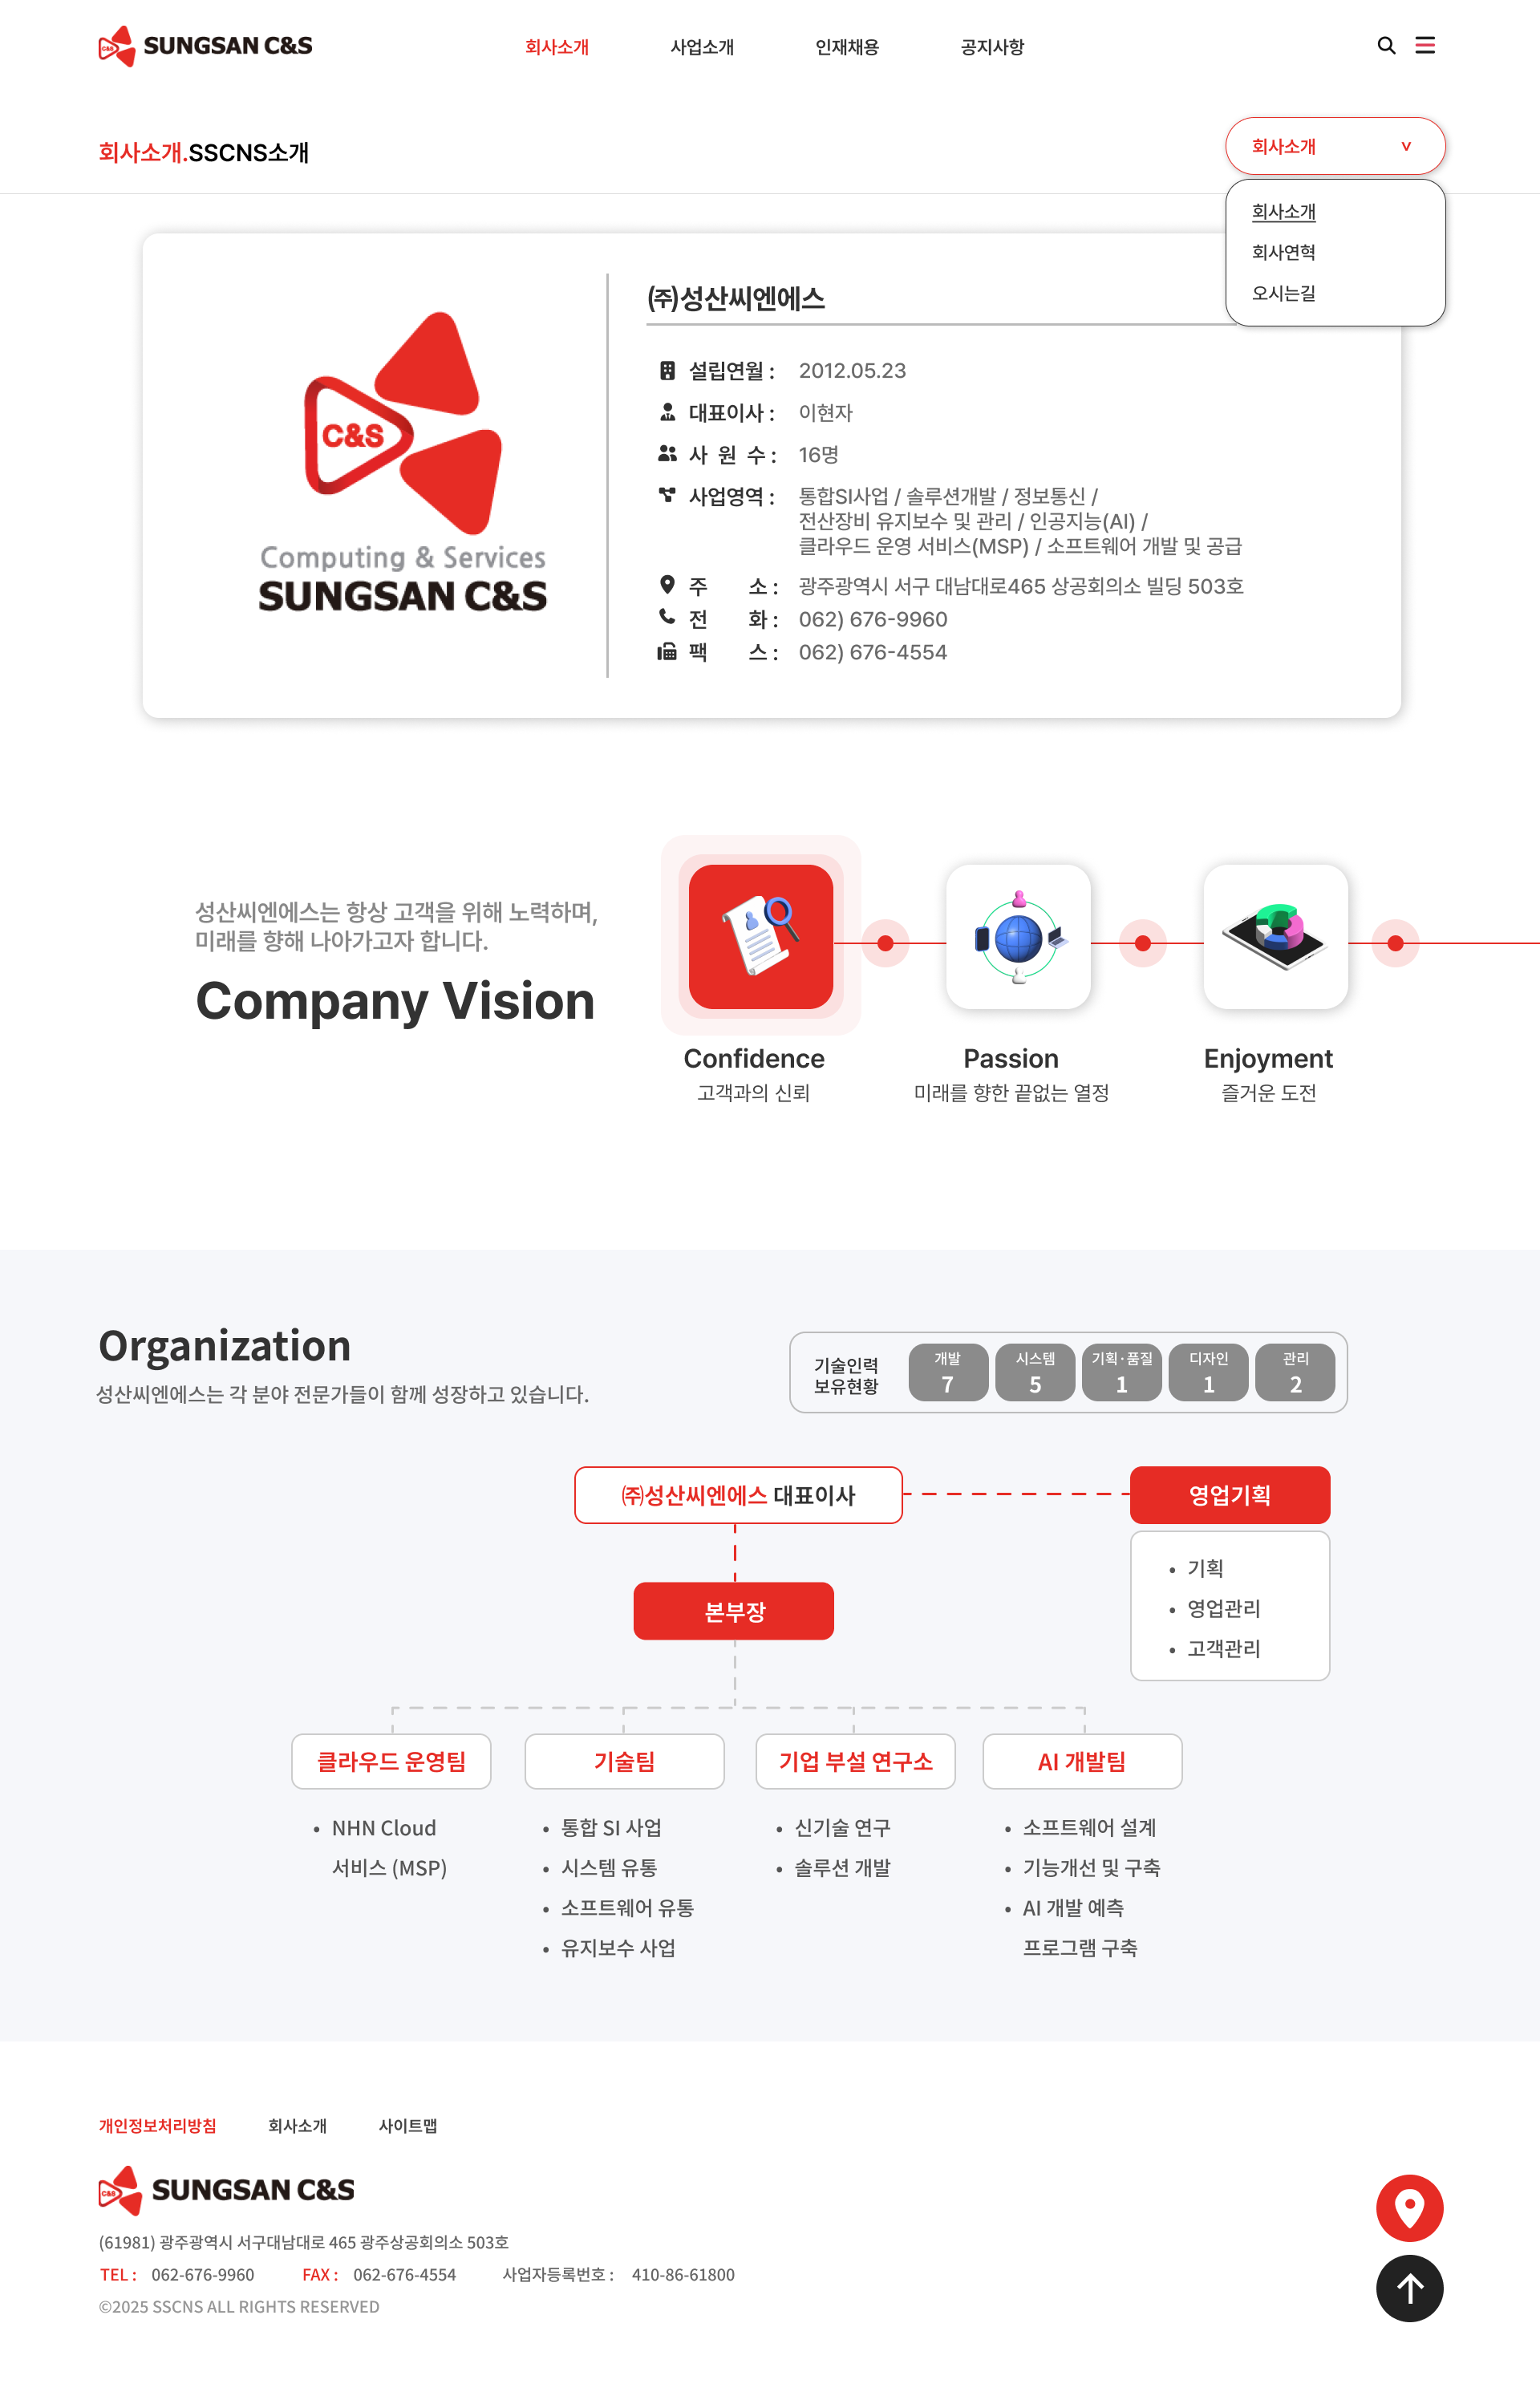 C&S
SUNGSAN C&S
회사소개
사업소개
인재채용
공지사항
회사소개.SSCNS소개
회사소개
회사소개
회사연혁
오시는길
C&S
Computing & Services
SUNGSAN C&S
㈜성산씨엔에스
설립연월 : 2012.05.23
대표이사 : 이현자
사 원 수 : 16명
사업영역 : 통합SI사업 / 솔루션개발 / 정보통신 /
전산장비 유지보수 및 관리 / 인공지능(AI) /
클라우드 운영 서비스(MSP) / 소프트웨어 개발 및 공급
주 소 : 광주광역시 서구 대남대로465 상공회의소 빌딩 503호
전 화 : 062) 676-9960
팩 스 : 062) 676-4554
성산씨엔에스는 항상 고객을 위해 노력하며,
미래를 향해 나아가고자 합니다.
Company Vision
Confidence
고객과의 신뢰
Passion
미래를 향한 끝없는 열정
Enjoyment
즐거운 도전
Organization
성산씨엔에스는 각 분야 전문가들이 함께 성장하고 있습니다.
기술인력
보유현황
개발
7
시스템
5
기획·품질
1
디자인
1
관리
2
㈜성산씨엔에스 대표이사
영업기획
• 기획
• 영업관리
• 고객관리
본부장
클라우드 운영팀
• NHN Cloud
서비스 (MSP)
기술팀
• 통합 SI 사업
• 시스템 유통
• 소프트웨어 유통
• 유지보수 사업
기업 부설 연구소
• 신기술 연구
• 솔루션 개발
AI 개발팀
• 소프트웨어 설계
• 기능개선 및 구축
• AI 개발 예측
프로그램 구축
개인정보처리방침
회사소개
사이트맵
C&S
SUNGSAN C&S
(61981) 광주광역시 서구대남대로 465 광주상공회의소 503호
TEL : 062-676-9960 FAX : 062-676-4554 사업자등록번호 : 410-86-61800
©2025 SSCNS ALL RIGHTS RESERVED